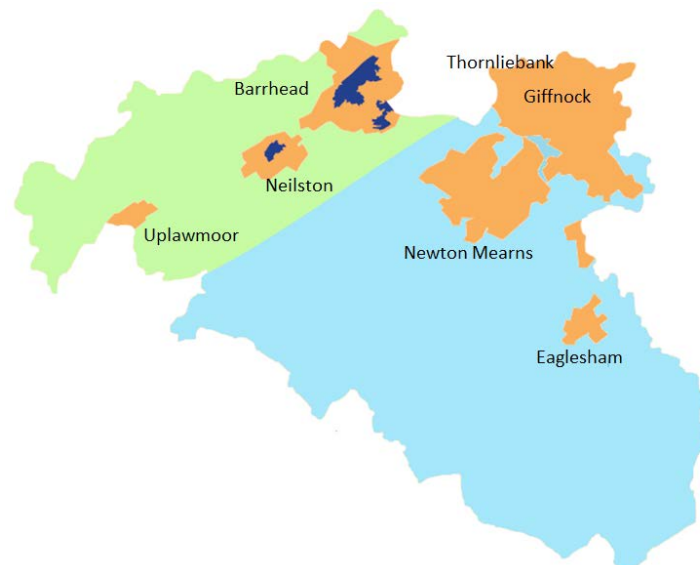 Thornliebank
Barrhead
Giffnock
Neilston
Uplawmoor
Newton Mearns
Eaglesham